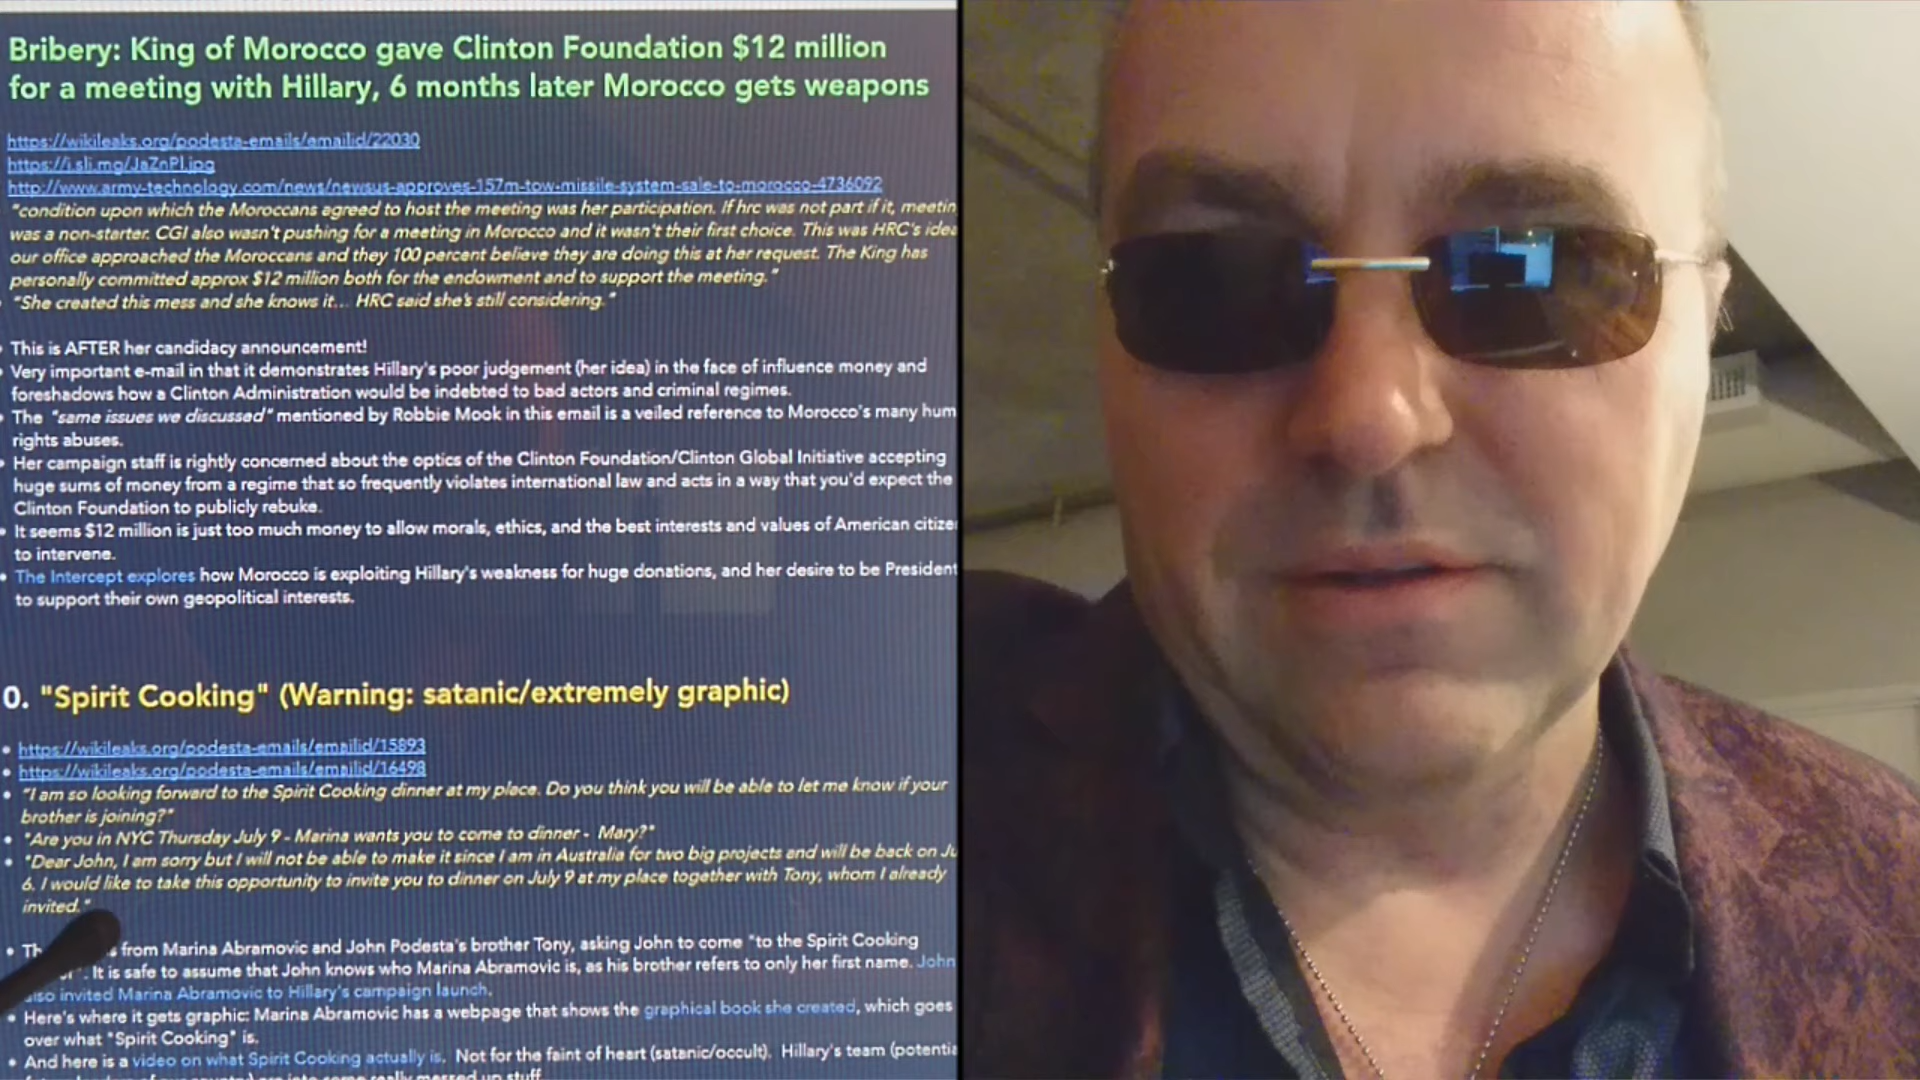 Bribery: King of Morocco gave Clinton Foundation $12 million
for a meeting with Hillary, 6 months later Morocco gets weapons
https://wikileaks.org/podesta-emails/emailid/22030
https://i.sli.mg/JaZnPl.jpg
http://www.army-technology.com/news/newsus-approves-157m-tow-missile-system-sale-to-morocco-4736092
"condition upon which the Moroccans agreed to host the meeting was her participation. If hrc was not part if it, meetin
was a non-starter. CGI also wasn't pushing for a meeting in Morocco and it wasn't their first choice. This was HRC's idea
our office approached the Moroccans and they 100 percent believe they are doing this at her request. The King has
personally committed approx $12 million both for the endowment and to support the meeting."
"She created this mess and she knows it... HRC said she's still considering."
This is AFTER her candidacy announcement!
Very important e-mail in that it demonstrates Hillary's poor judgement (her idea) in the face of influence money and
foreshadows how a Clinton Administration would be indebted to bad actors and criminal regimes.
The "same issues we discussed" mentioned by Robbie Mook in this email is a veiled reference to Morocco's many hum
rights abuses.
Her campaign staff is rightly concerned about the optics of the Clinton Foundation/Clinton Global Initiative accepting
huge sums of money from a regime that so frequently violates international law and acts in a way that you'd expect the
Clinton Foundation to publicly rebuke.
• It seems $12 million is just too much money to allow morals, ethics, and the best interests and values of American citize
to intervene.
• The Intercept explores how Morocco is exploiting Hillary's weakness for huge donations, and her desire to be President
to support their own geopolitical interests.
0. "Spirit Cooking" (Warning: satanic/extremely graphic)
• https://wikileaks.org/podesta-emails/emailid/15893
• https://wikileaks.org/podesta-emails/emailid/16498
• "I am so looking forward to the Spirit Cooking dinner at my place. Do you think you will be able to let me know if your
brother is joining?"
• "Are you in NYC Thursday July 9 - Marina wants you to come to dinner - Mary?"
• "Dear John, I am sorry but I will not be able to make it since I am in Australia for two big projects and will be back on Ju
6. I would like to take this opportunity to invite you to dinner on July 9 at my place together with Tony, whom I already
invited."
• Th from Marina Abramovic and John Podesta's brother Tony, asking John to come "to the Spirit Cooking
. It is safe to assume that John knows who Marina Abramovic is, as his brother refers to only her first name. John
also invited Marina Abramovic to Hillary's campaign launch.
• Here's where it gets graphic: Marina Abramovic has a webpage that shows the graphical book she created, which goes
over what "Spirit Cooking" is.
• And here is a video on what Spirit Cooking actually is. Not for the faint of heart (satanic/occult). Hillary's team (potentia